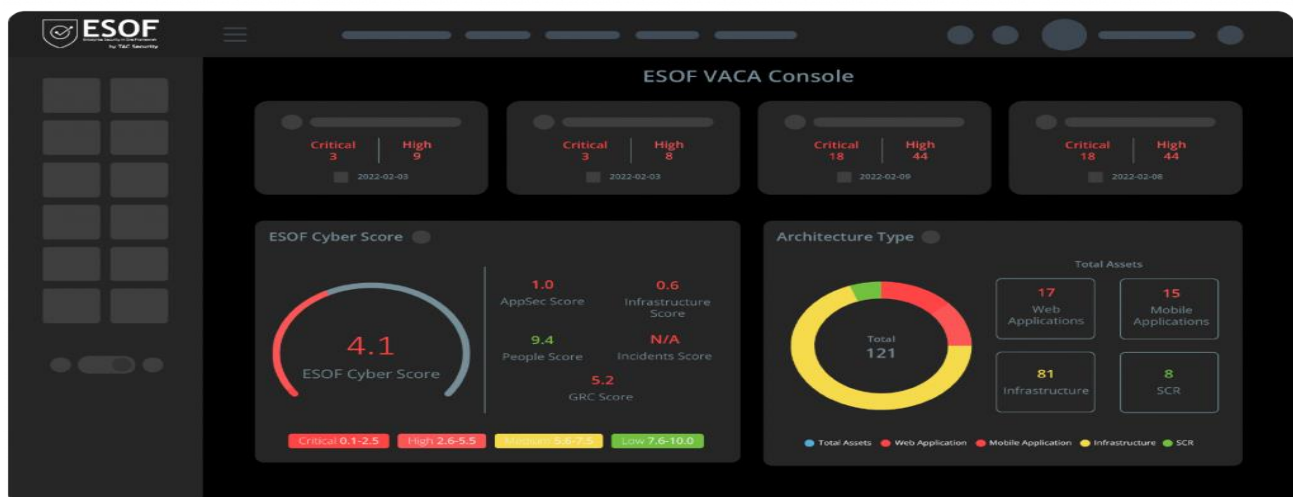 ESOF
by TAC Security
ESOF VACA Console
Critical High
3 9
2022-02-03
Critical High
3 8
2022-02-03
Critical High
18 44
2022-02-09
Critical High
18 44
2022-02-08
ESOF Cyber Score
4.1
ESOF Cyber Score
1.0
AppSec Score
0.6
Infrastructure
Score
9.4
People Score
N/A
Incidents Score
5.2
GRC Score
Critical 0.1-2.5
High 2.6-5.5
Medium 5.6-7.5
Low 7.6-10.0
Architecture Type
Total
121
Total Assets
17
Web
Applications
15
Mobile
Applications
81
Infrastructure
8
SCR
Total Assets Web Application Mobile Application Infrastructure SCR